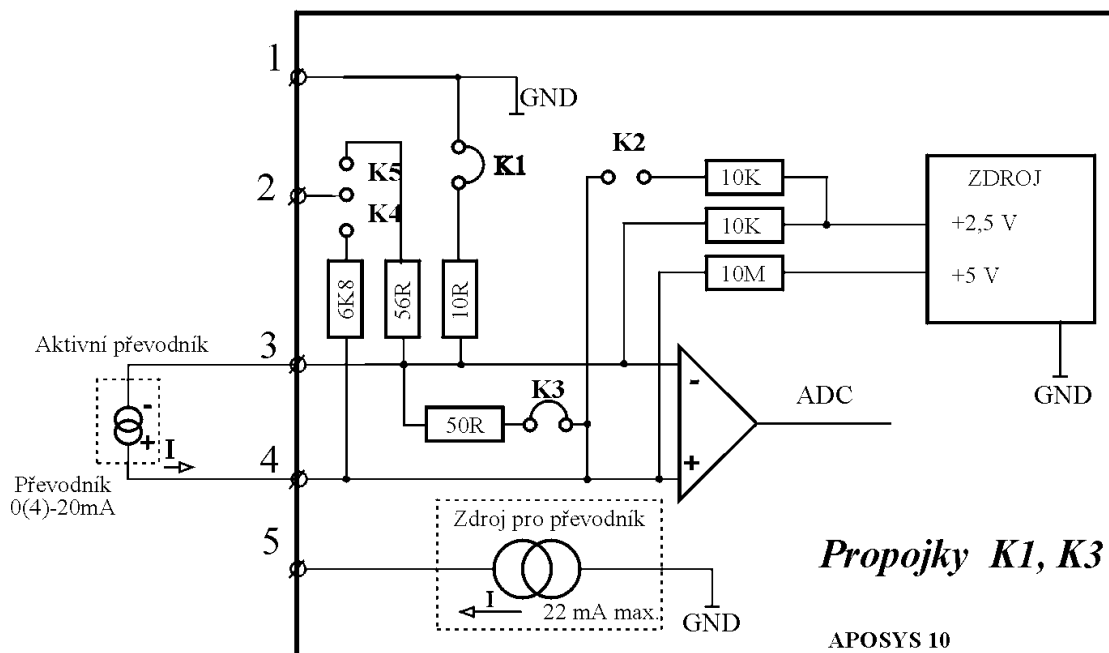 1
GND
K1
2
K5
K4
K2
10K
10K
10M
ZDROJ
+2,5 V
+5 V
GND
6K8
56R
10R
Aktivní převodník
3
-
+
I
K3
50R
-
+
ADC
4
Převodník
0(4)-20mA
5
Zdroj pro převodník
I
22 mA max.
GND
Propojky K1, K3
APOSYS 10